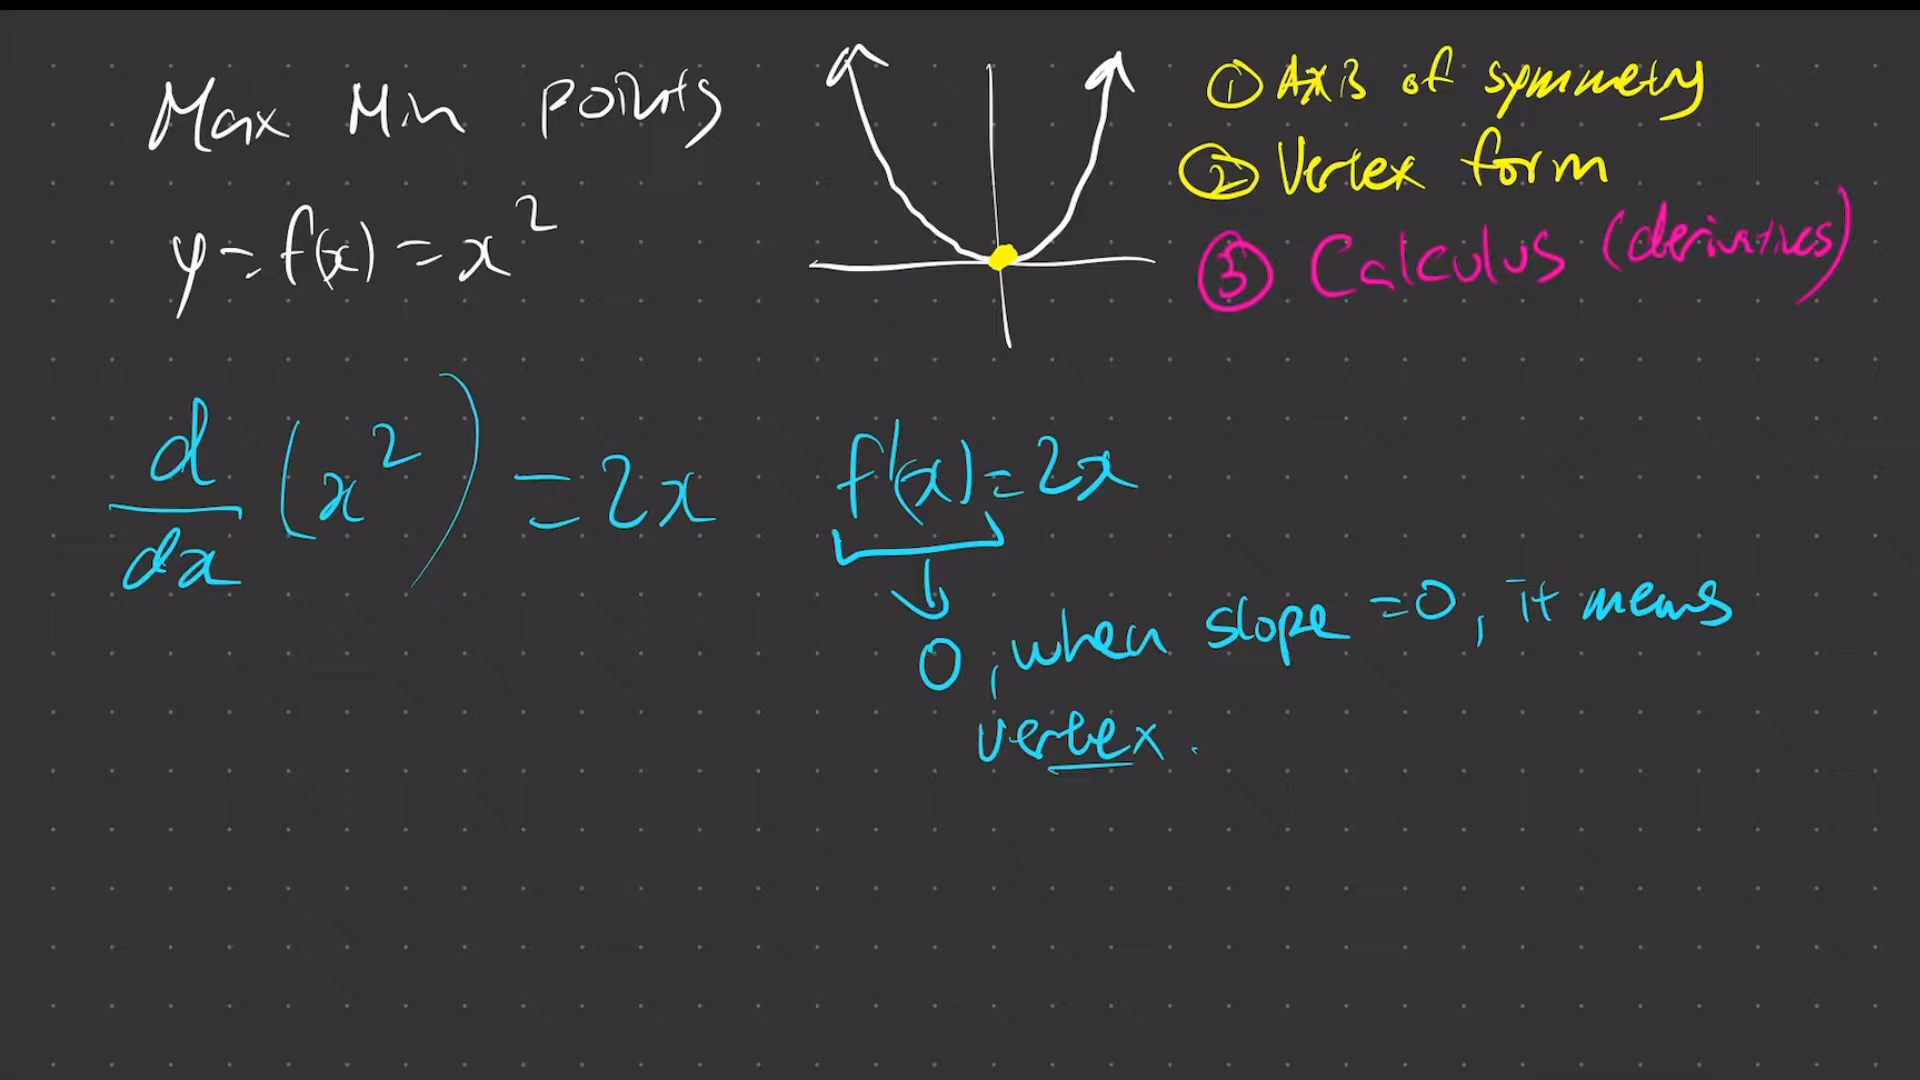 Max Min points
y = f(x) = x²
① Axis of symmetry
② Vertex form
③ Calculus (derivatives)
d/dx (x²) = 2x
f'(x) = 2x
0, when slope = 0, it means
vertex.